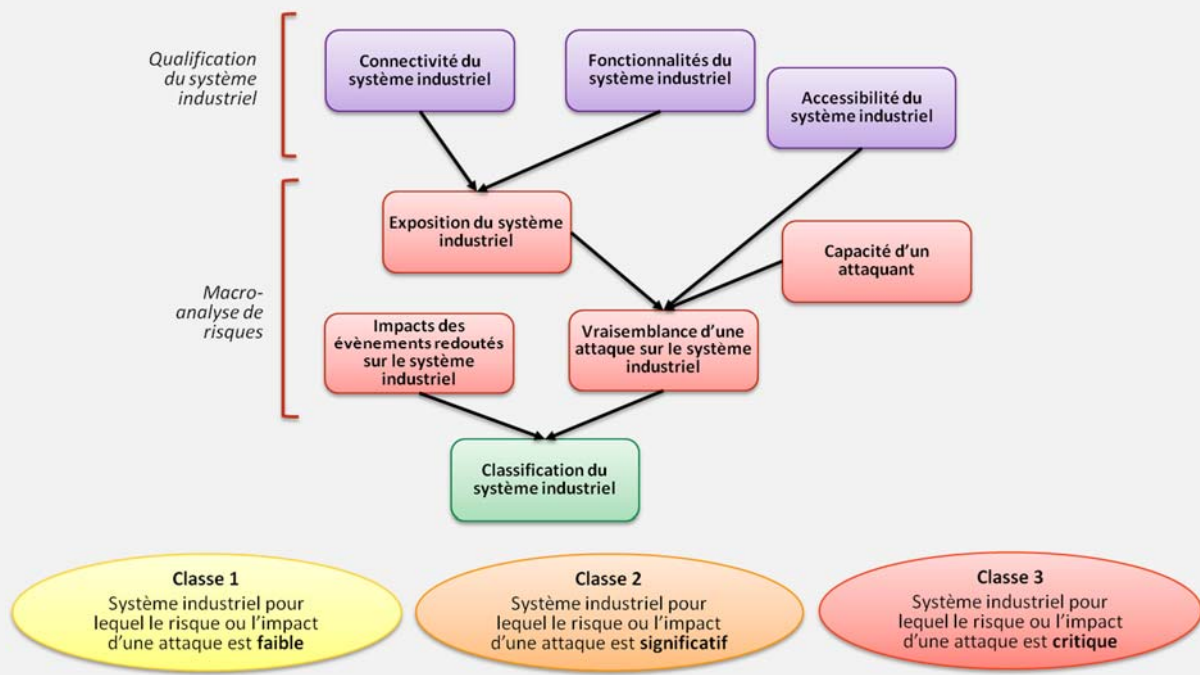 Qualification
du système
industriel
Connectivité du
système industriel
Fonctionnalités du
système industriel
Accessibilité du
système industriel
Macro-
analyse de
risques
Exposition du système
industriel
Capacité d'un
attaquant
Impacts des
évènements redoutés
sur le système
industriel
Vraisemblance d'une
attaque sur le système
industriel
Classification du
système industriel
Classe 1
Système industriel pour
lequel le risque ou l'impact
d'une attaque est faible
Classe 2
Système industriel pour
lequel le risque ou l'impact
d'une attaque est significatif
Classe 3
Système industriel pour
lequel le risque ou l'impact
d'une attaque est critique